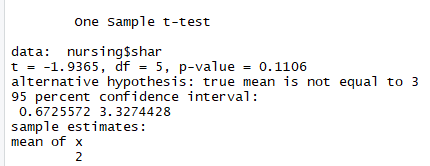 One Sample t-test
data: nursing$shar
t = -1.9365, df = 5, p-value = 0.1106
alternative hypothesis: true mean is not equal to 3
95 percent confidence interval:
0.6725572 3.3274428
sample estimates:
mean of x
2